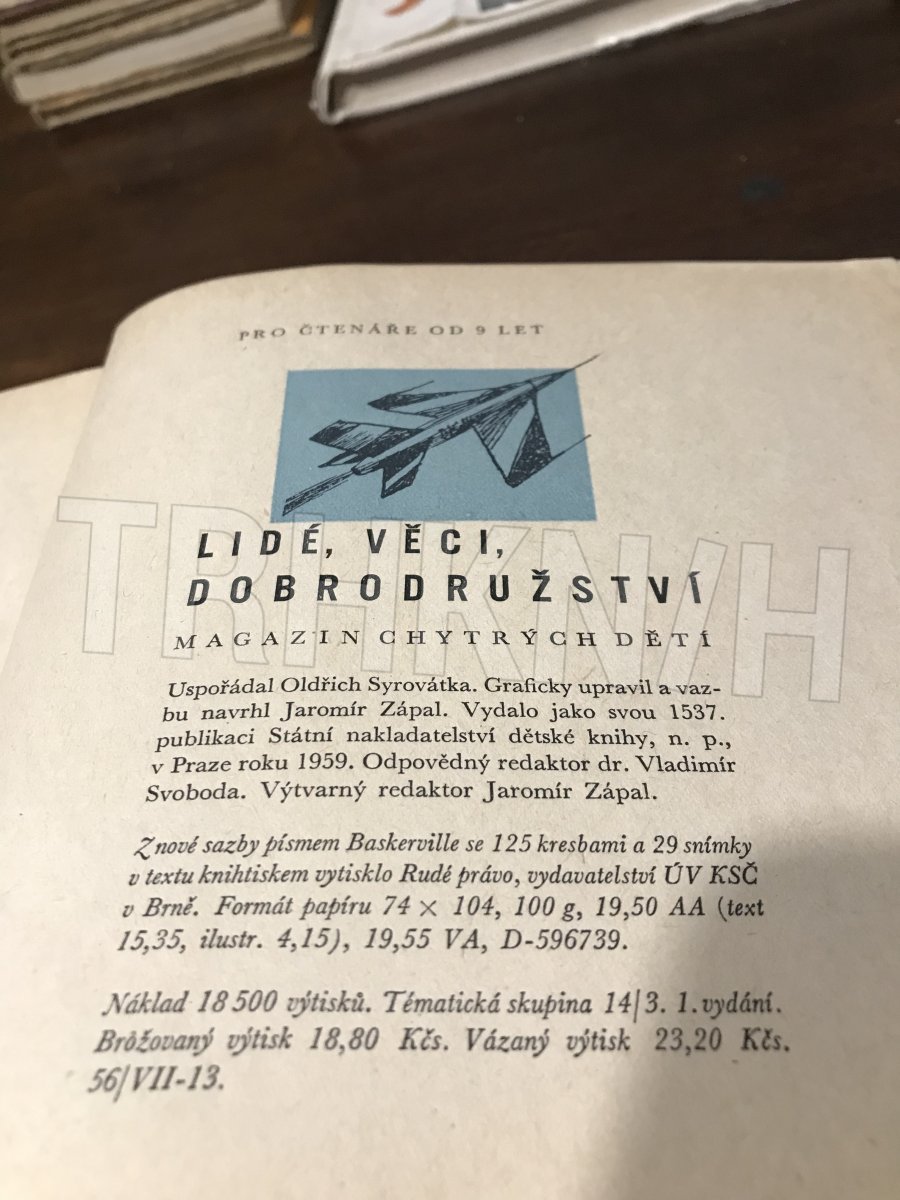 PRO ČTENÁŘE OD 9 LET
LIDÉ, VĚCI,
DOBRODRUŽSTVÍ
MAGAZIN CHYTRÝCH DĚTÍ
Uspořádal Oldřich Syrovátka. Graficky upravil a vaz-
bu navrhl Jaromír Zápal. Vydalo jako svou 1537.
publikaci Státní nakladatelství dětské knihy, n. p.,
v Praze roku 1959. Odpovědný redaktor dr. Vladimír
Svoboda. Výtvarný redaktor Jaromír Zápal.
Z nové sazby písmem Baskerville se 125 kresbami a 29 snímky
v textu knihtiskem vytisklo Rudé právo, vydavatelství ÚV KSČ
v Brně. Formát papíru 74 × 104, 100 g, 19,50 AA (text
15,35, ilustr. 4,15), 19,55 VA, D-596739.
Náklad 18 500 výtisků. Tématická skupina 14/3. 1. vydání.
Brožovaný výtisk 18,80 Kčs. Vázaný výtisk 23,20 Kčs.
56/VII-13.
TRHKNIH